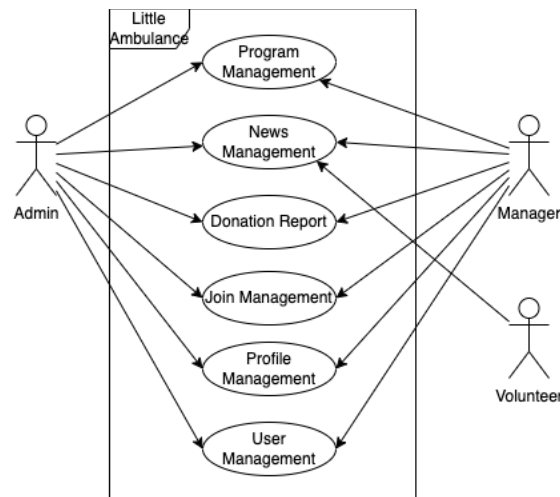 Little
Ambulance
Program
Management
News
Management
Admin
Manager
Donation Report
Join Management
Volunteer
Profile
Management
User
Management